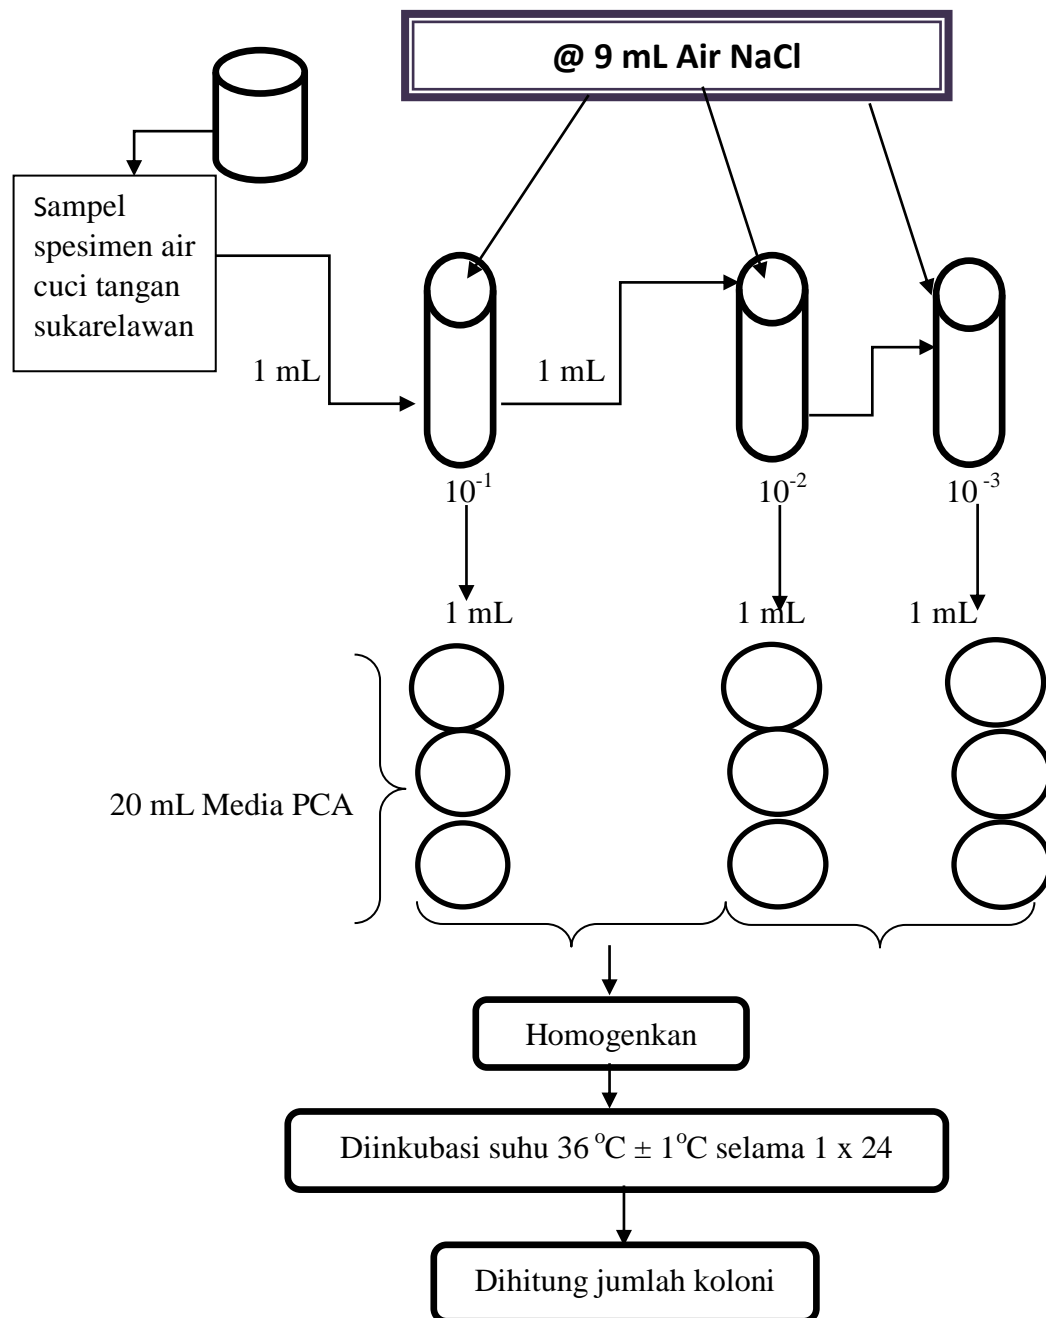 @ 9 mL Air NaCl
Sampel
spesimen air
cuci tangan
sukarelawan
1 mL
1 mL
10⁻¹
10⁻²
10⁻³
1 mL
1 mL
1 mL
20 mL Media PCA
Homogenkan
Diinkubasi suhu 36 °C ± 1°C selama 1 x 24
Dihitung jumlah koloni